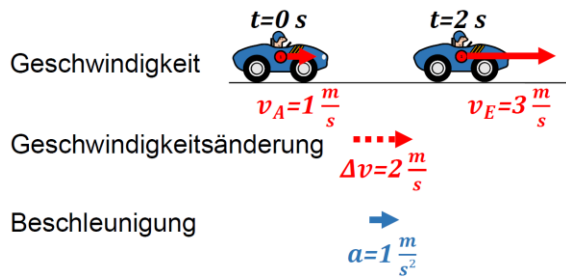 t=0 s t=2 s
Geschwindigkeit
v_A=1 m/s v_E=3 m/s
Geschwindigkeitsänderung
Δv=2 m/s
Beschleunigung
a=1 m/s²